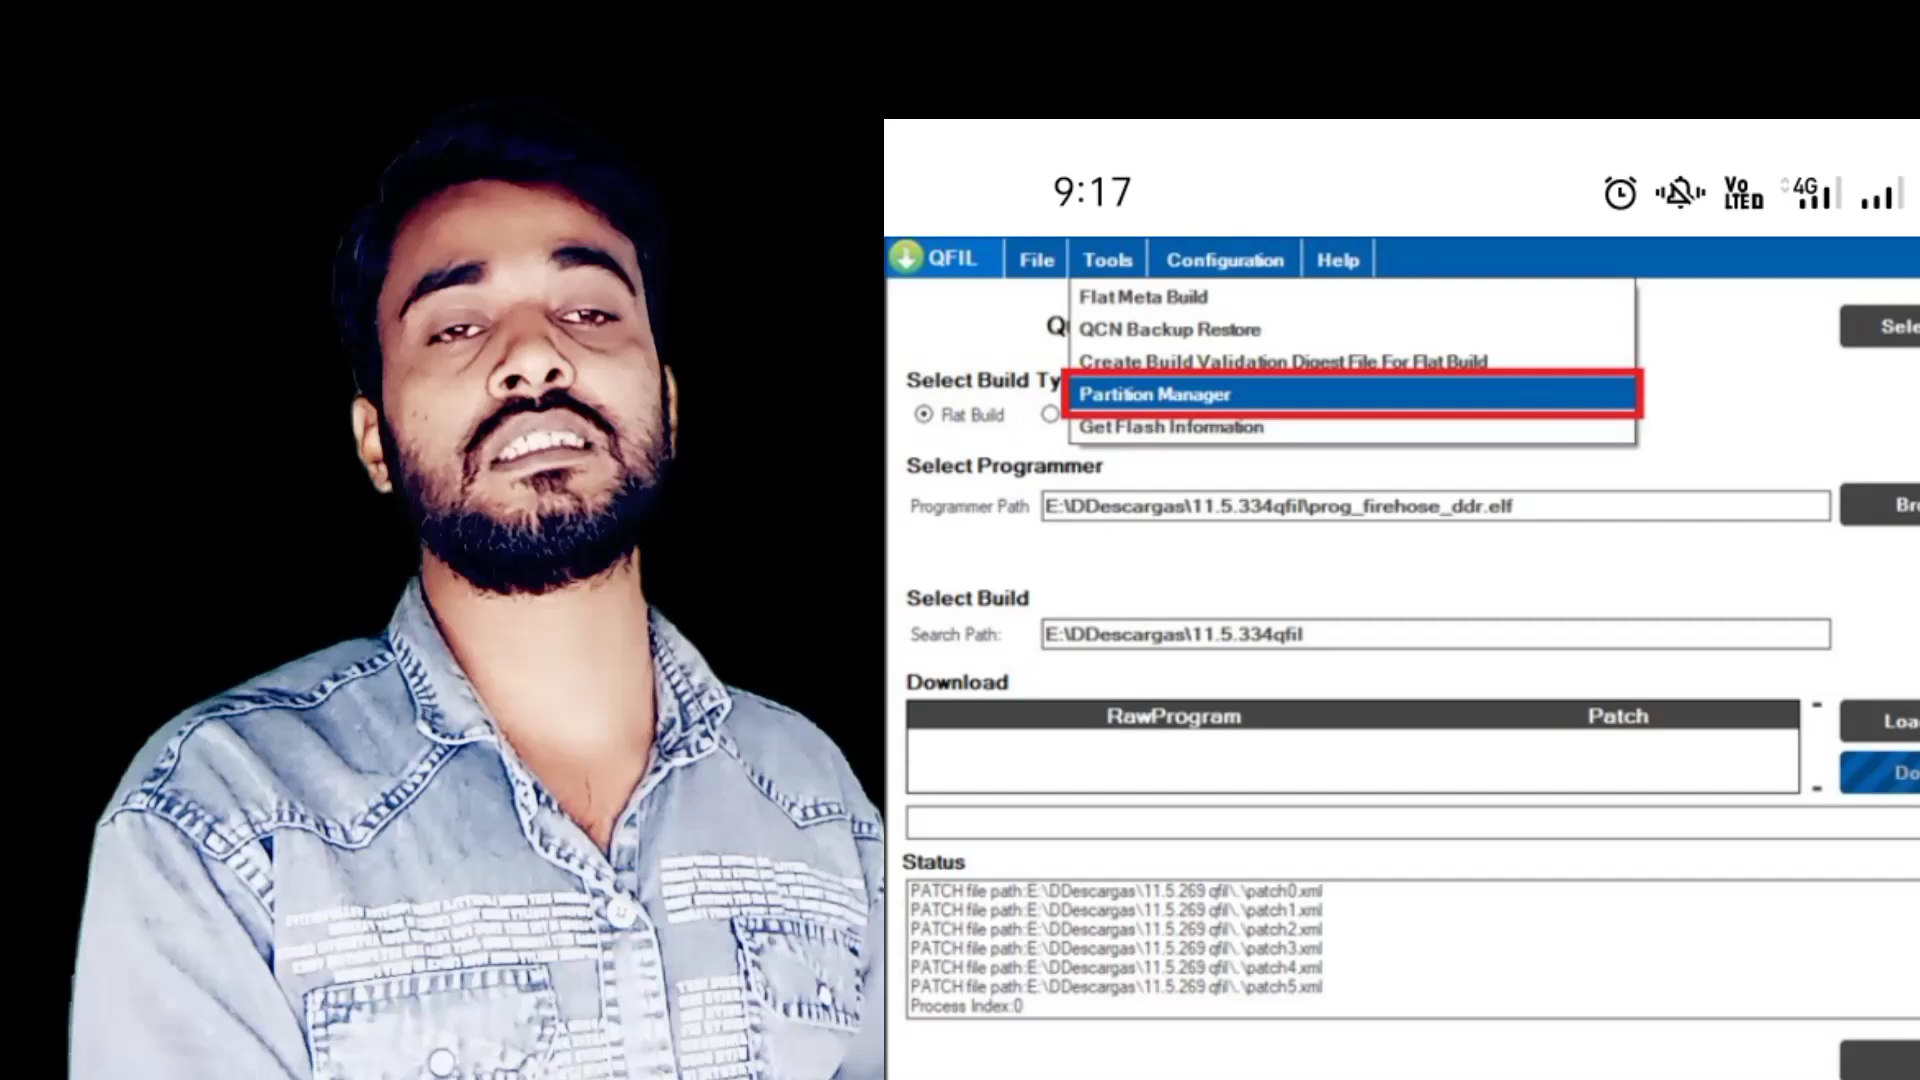 9:17
Vo
LTE
4G
QFIL File Tools Configuration Help
Flat Meta Build
QCN Backup Restore
Create Build Validation Digest File For Flat Build
Select Build Ty
Partition Manager
Flat Build
Get Flash Information
Select Programmer
Programmer Path E:\DDescargas\11.5.334qfil\prog_firehose_ddr.elf
Select Build
Search Path: E:\DDescargas\11.5.334qfil
Download
RawProgram Patch
Status
PATCH file path:E:\DDescargas\11.5.269 qfil\.\patch0.xml
PATCH file path:E:\DDescargas\11.5.269 qfil\.\patch1.xml
PATCH file path:E:\DDescargas\11.5.269 qfil\.\patch2.xml
PATCH file path:E:\DDescargas\11.5.269 qfil\.\patch3.xml
PATCH file path:E:\DDescargas\11.5.269 qfil\.\patch4.xml
PATCH file path:E:\DDescargas\11.5.269 qfil\.\patch5.xml
Process Index:0